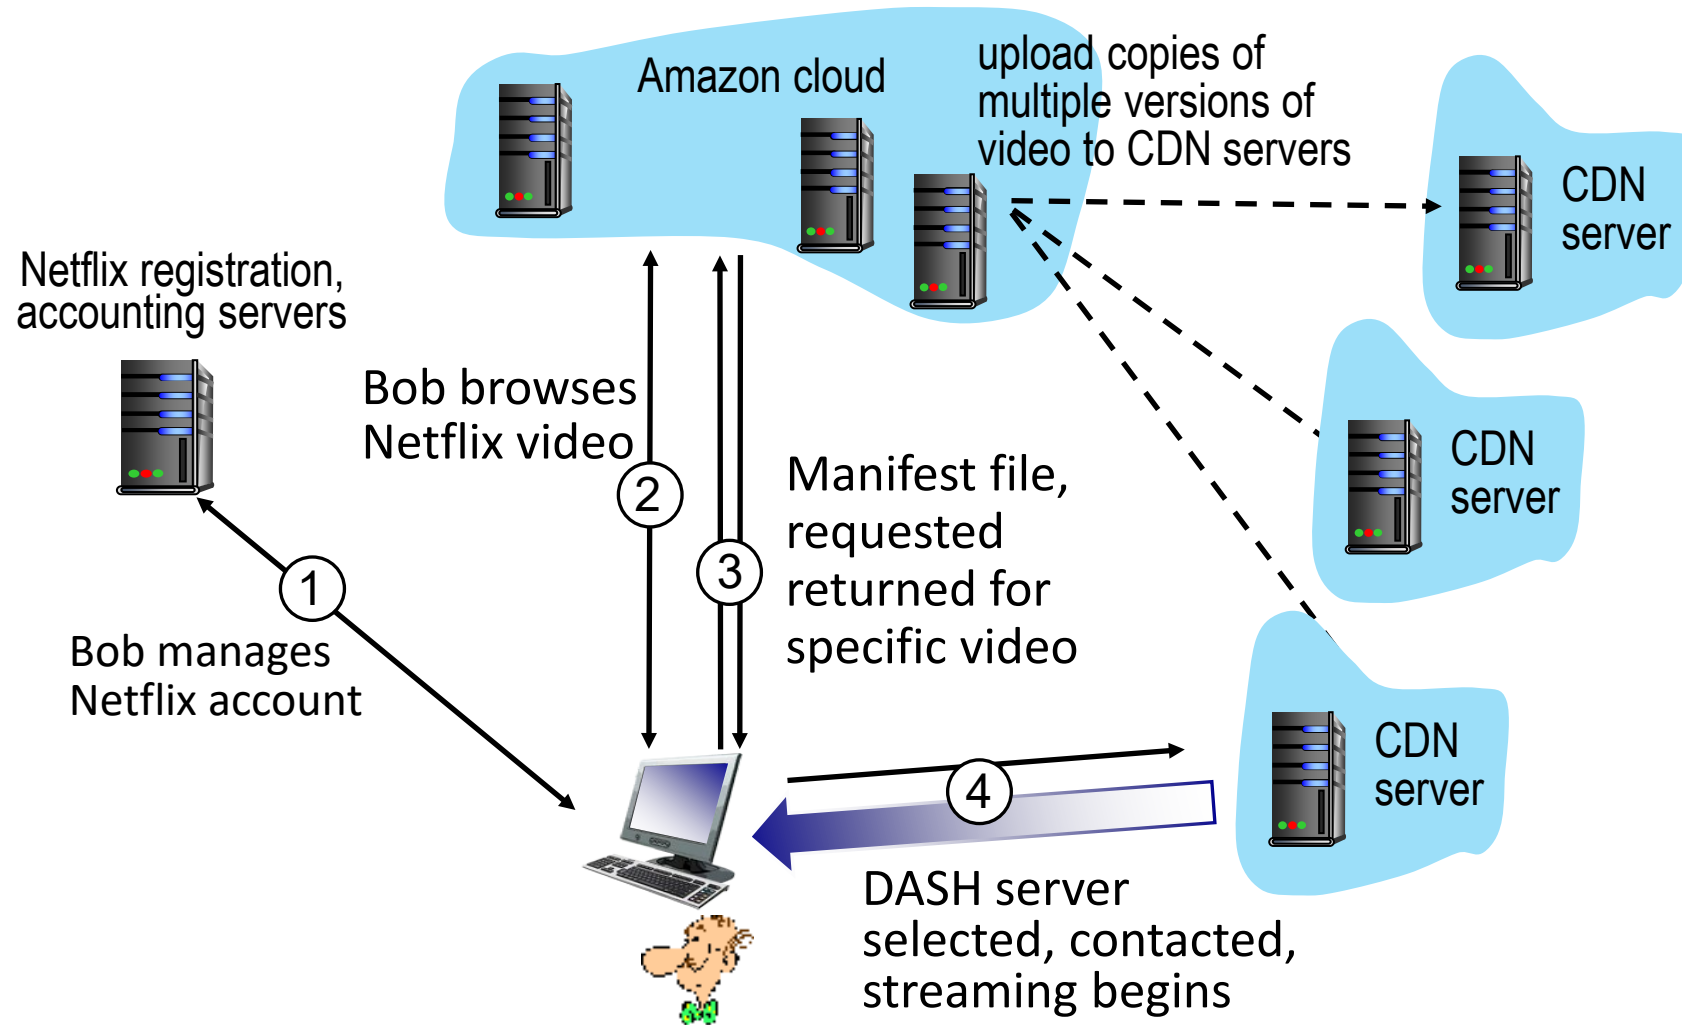 Amazon cloud
upload copies of
multiple versions of
video to CDN servers
CDN
server
Netflix registration,
accounting servers
Bob browses
Netflix video
2
CDN
server
Manifest file,
requested
returned for
specific video
3
1
Bob manages
Netflix account
CDN
server
4
DASH server
selected, contacted,
streaming begins